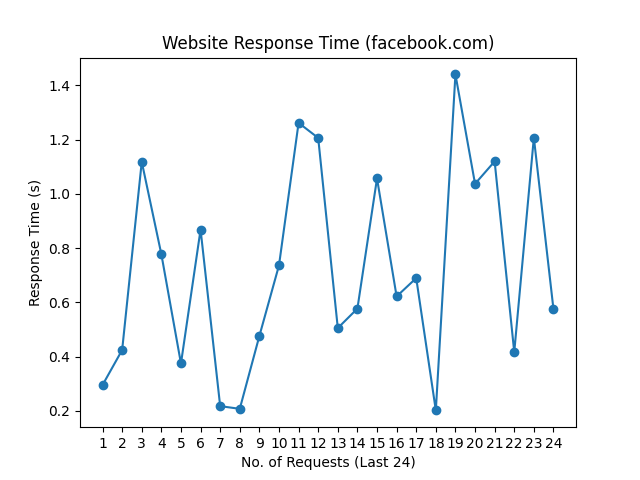 Website Response Time (facebook.com)
Response Time (s)
1.4
1.2
1.0
0.8
0.6
0.4
0.2
1 2 3 4 5 6 7 8 9 10 11 12 13 14 15 16 17 18 19 20 21 22 23 24
No. of Requests (Last 24)